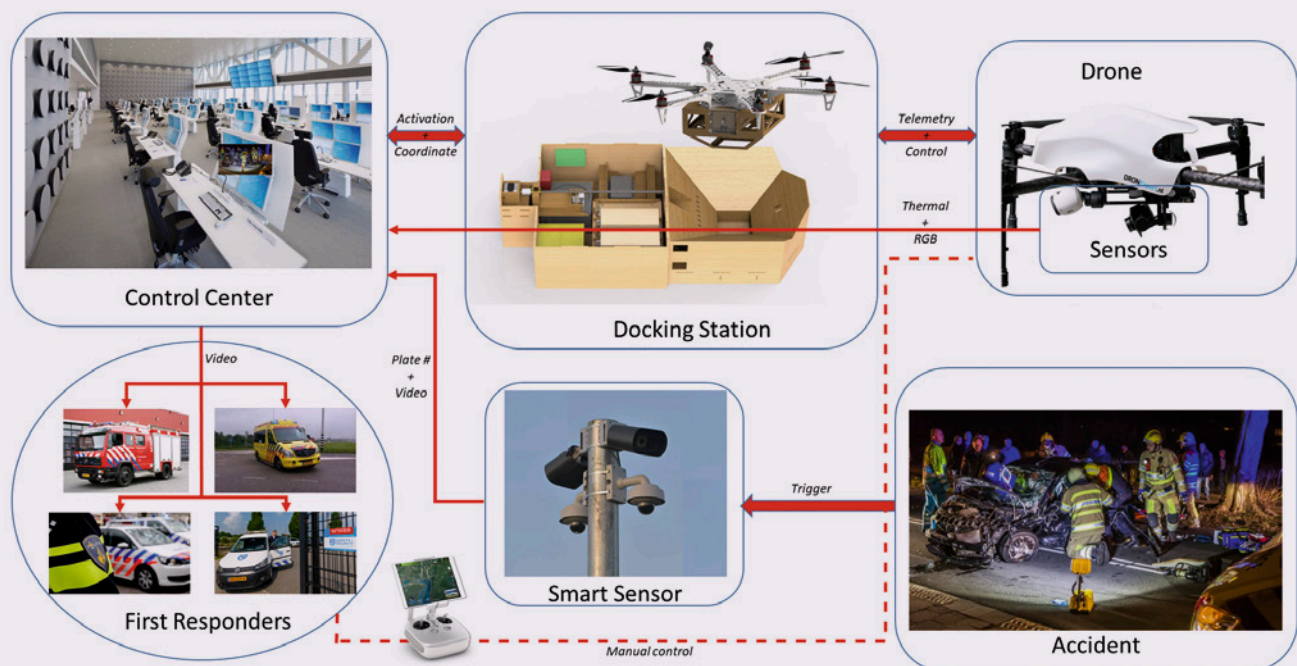 Drone
Activation
+
Coordinate
Telemetry
+
Control
Thermal
+
RGB
Sensors
Control Center
Docking Station
Video
Plate #
+
Video
Trigger
Smart Sensor
First Responders
Manual control
Accident